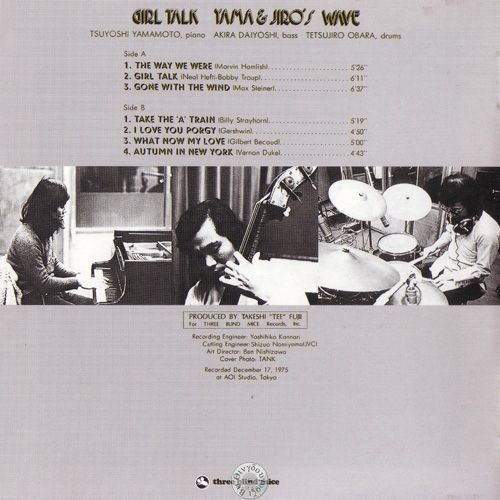 GIRL TALK YAMA & JIRO'S WAVE
TSUYOSHI YAMAMOTO, piano AKIRA DAIYOSHI, bass TETSUJIRO OBARA, drums
Side A
1. THE WAY WE WERE (Marvin Hamlish) 5'26"
2. GIRL TALK (Neal Hefti-Bobby Troup) 6'11"
3. GONE WITH THE WIND (Max Steiner) 6'37"
Side B
1. TAKE THE 'A' TRAIN (Billy Strayhorn) 5'19"
2. I LOVE YOU PORGY (Gershwin) 4'50"
3. WHAT NOW MY LOVE (Gilbert Becaud) 5'00"
4. AUTUMN IN NEW YORK (Vernon Duke) 4'43"
PRODUCED BY TAKESHI "TEE" FUJII
For THREE BLIND MICE Records, Inc.
Recording Engineer: Yoshihiko Kannari
Cutting Engineer: Shizuo Nomiyama(JVC)
Art Director: Ben Nishizawa
Cover Photo: TANK
Recorded December 17, 1975
at AOI Studio, Tokyo
three blind mice